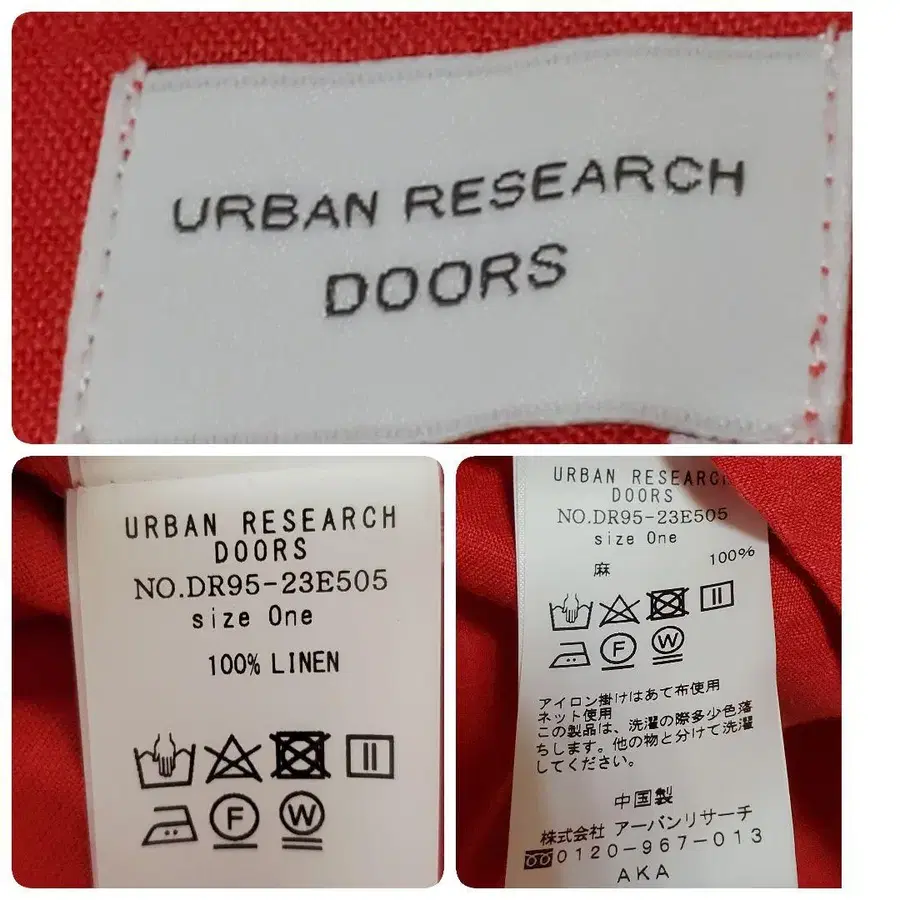 URBAN RESEARCH
DOORS
URBAN RESEARCH
DOORS
NO.DR95-23E505
size One
100% LINEN
F
W
URBAN RESEARCH
DOORS
NO.DR95-23E505
size One
麻 100%
F
W
アイロン掛けはあて布使用
ネット使用
この製品は、洗濯の際多少色落
ちします。他の物と分けて洗濯
してください。
中国製
株式会社 アーバンリサーチ
0120-967-013
AKA